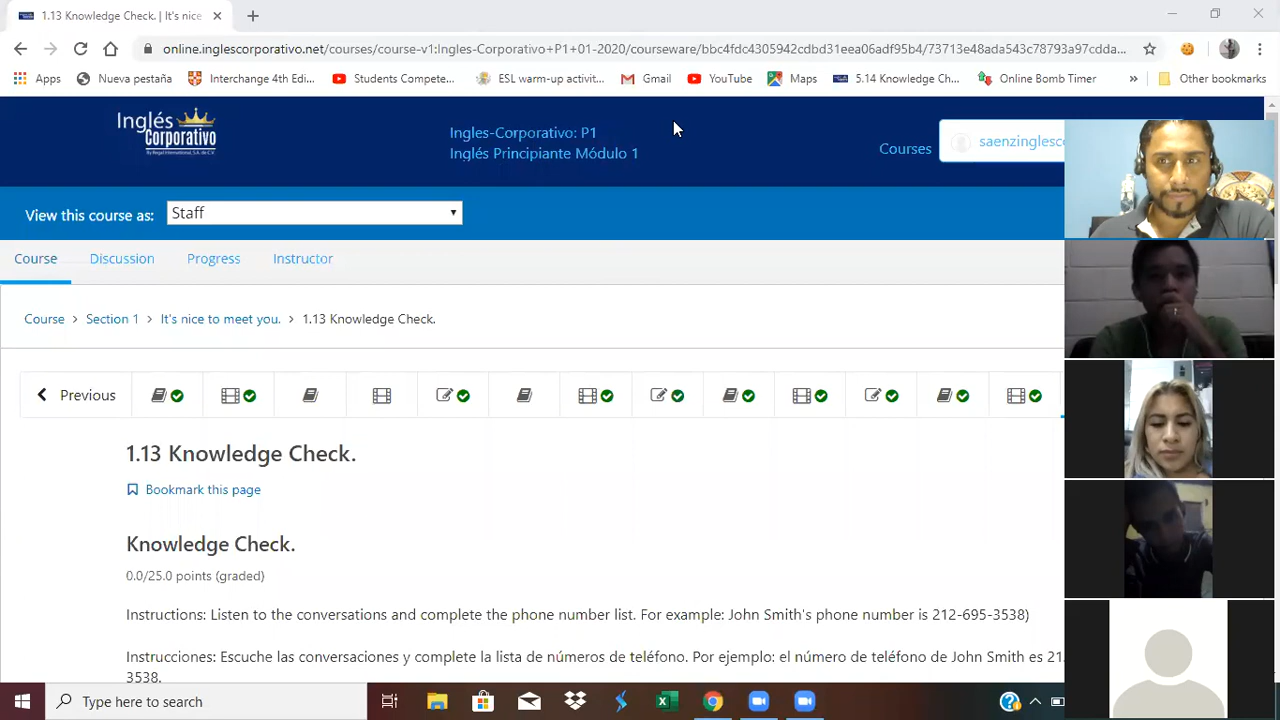 1.13 Knowledge Check. | It's nice
online.inglescorporativo.net/courses/course-v1:Ingles-Corporativo+P1+01-2020/courseware/bbc4fdc4305942cdbd31eea06adf95b4/73713e48ada543c78793a97cdda...
Apps Nueva pestaña Interchange 4th Edi... Students Compete... ESL warm-up activit... Gmail YouTube Maps 5.14 Knowledge Ch... Online Bomb Timer » Other bookmarks
Inglés
Corporativo
By Regal International, S.A. de C.V.
Ingles-Corporativo: P1
Inglés Principiante Módulo 1
Courses
saenzinglesco
View this course as:
Staff
Course Discussion Progress Instructor
Course > Section 1 > It's nice to meet you. > 1.13 Knowledge Check.
Previous
1.13 Knowledge Check.
Bookmark this page
Knowledge Check.
0.0/25.0 points (graded)
Instructions: Listen to the conversations and complete the phone number list. For example: John Smith's phone number is 212-695-3538)
Instrucciones: Escuche las conversaciones y complete la lista de números de teléfono. Por ejemplo: el número de teléfono de John Smith es 21
3538.
Type here to search